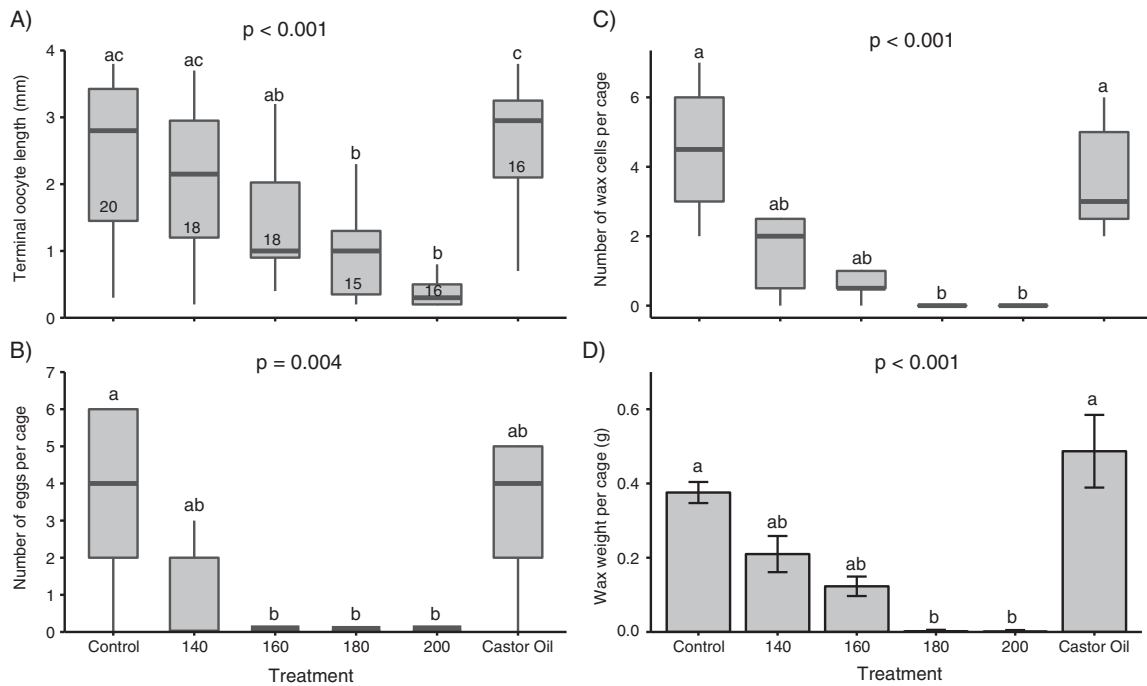 A)
p < 0.001
Terminal oocyte length (mm)
4
3
2
1
0
ac
ac
ab
b
b
c
20
18
18
15
16
16
B)
p = 0.004
Number of eggs per cage
7
6
5
4
3
2
1
0
a
ab
b
b
b
ab
Control
140
160
180
200
Castor Oil
Treatment
C)
p < 0.001
Number of wax cells per cage
6
4
2
0
a
ab
ab
b
b
a
D)
p < 0.001
Wax weight per cage (g)
0.6
0.4
0.2
0.0
a
ab
ab
b
b
a
Control
140
160
180
200
Castor Oil
Treatment